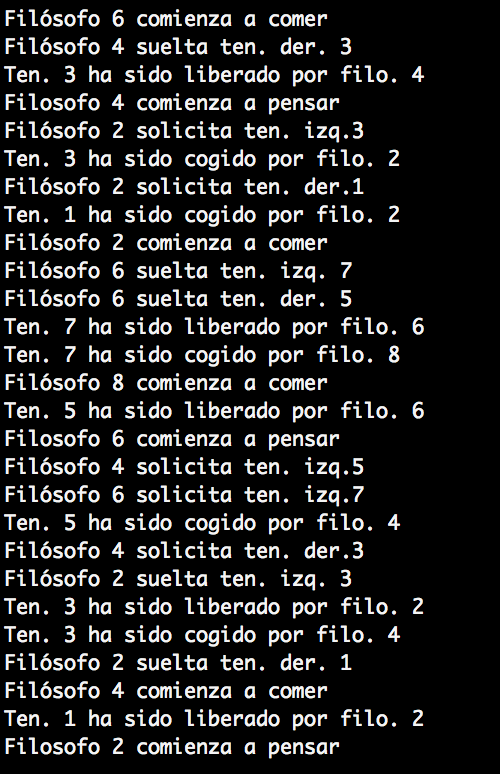 Filósofo 6 comienza a comer
Filósofo 4 suelta ten. der. 3
Ten. 3 ha sido liberado por filo. 4
Filosofo 4 comienza a pensar
Filósofo 2 solicita ten. izq.3
Ten. 3 ha sido cogido por filo. 2
Filósofo 2 solicita ten. der.1
Ten. 1 ha sido cogido por filo. 2
Filósofo 2 comienza a comer
Filósofo 6 suelta ten. izq. 7
Filósofo 6 suelta ten. der. 5
Ten. 7 ha sido liberado por filo. 6
Ten. 7 ha sido cogido por filo. 8
Filósofo 8 comienza a comer
Ten. 5 ha sido liberado por filo. 6
Filosofo 6 comienza a pensar
Filósofo 4 solicita ten. izq.5
Filósofo 6 solicita ten. izq.7
Ten. 5 ha sido cogido por filo. 4
Filósofo 4 solicita ten. der.3
Filósofo 2 suelta ten. izq. 3
Ten. 3 ha sido liberado por filo. 2
Ten. 3 ha sido cogido por filo. 4
Filósofo 2 suelta ten. der. 1
Filósofo 4 comienza a comer
Ten. 1 ha sido liberado por filo. 2
Filosofo 2 comienza a pensar